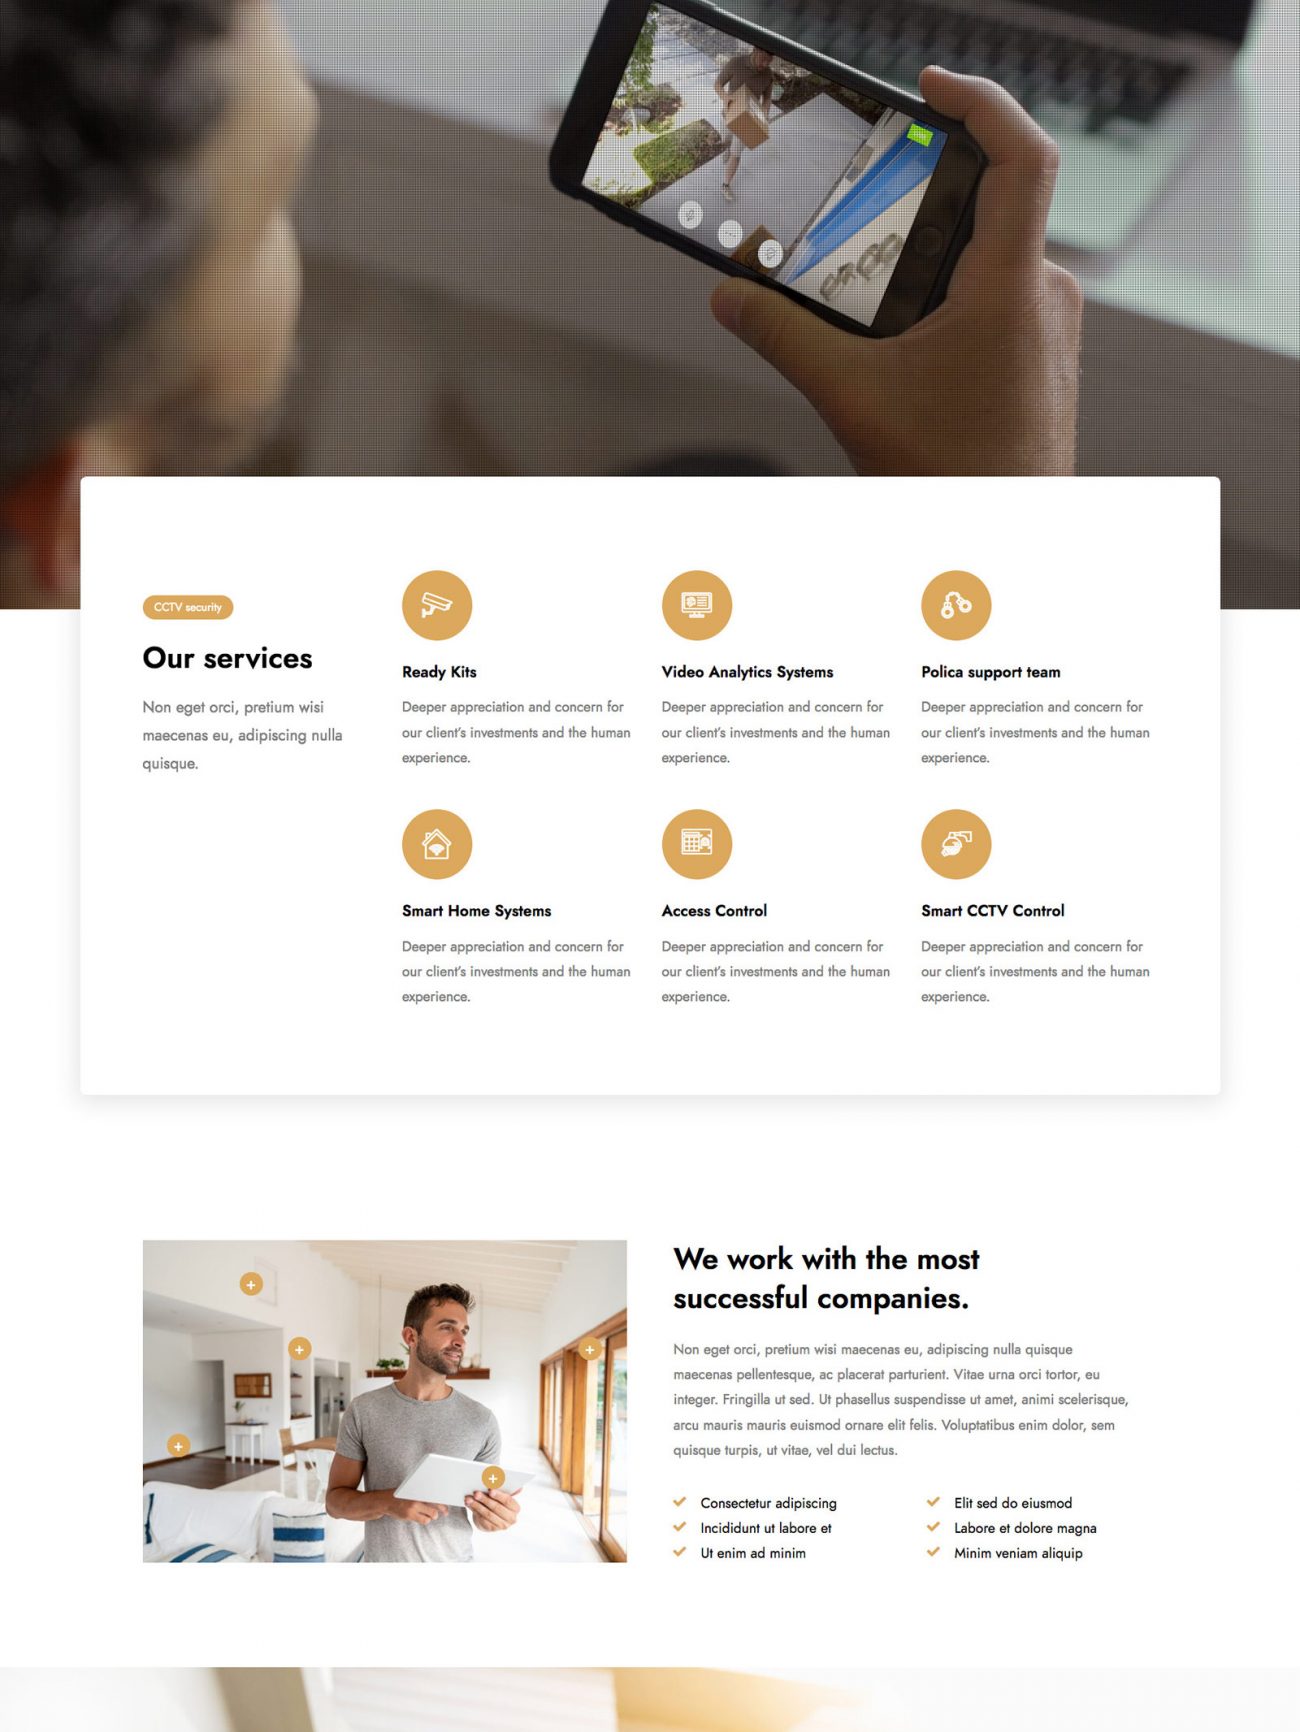 CCTV security
Our services
Non eget orci, pretium wisi
maecenas eu, adipiscing nulla
quisque.
Ready Kits
Deeper appreciation and concern for
our client's investments and the human
experience.
Video Analytics Systems
Deeper appreciation and concern for
our client's investments and the human
experience.
Polica support team
Deeper appreciation and concern for
our client's investments and the human
experience.
Smart Home Systems
Deeper appreciation and concern for
our client's investments and the human
experience.
Access Control
Deeper appreciation and concern for
our client's investments and the human
experience.
Smart CCTV Control
Deeper appreciation and concern for
our client's investments and the human
experience.
We work with the most
successful companies.
Non eget orci, pretium wisi maecenas eu, adipiscing nulla quisque
maecenas pellentesque, ac placerat parturient. Vitae urna orci tortor, eu
integer. Fringilla ut sed. Ut phasellus suspendisse ut amet, animi scelerisque,
arcu mauris mauris euismod ornare elit felis. Voluptatibus enim dolor, sem
quisque turpis, ut vitae, vel dui lectus.
Consectetur adipiscing
Incididunt ut labore et
Ut enim ad minim
Elit sed do eiusmod
Labore et dolore magna
Minim veniam aliquip